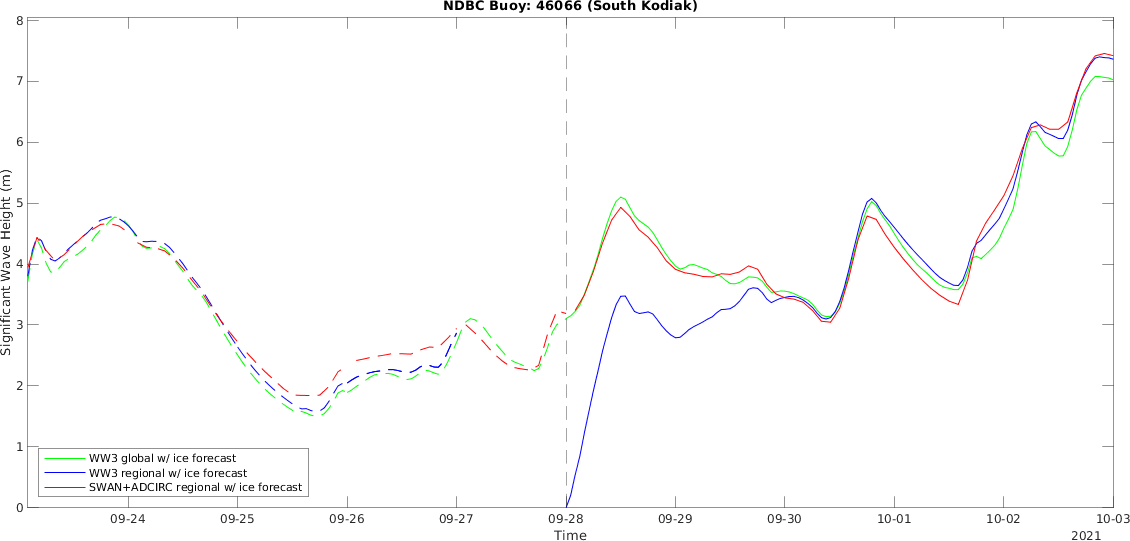 NDBC Buoy: 46066 (South Kodiak)
8
7
6
5
4
3
2
1
0
Significant Wave Height (m)
WW3 global w/ ice forecast
WW3 regional w/ ice forecast
SWAN+ADCIRC regional w/ ice forecast
09-24 09-25 09-26 09-27 09-28 09-29 09-30 10-01 10-02 10-03
Time
2021